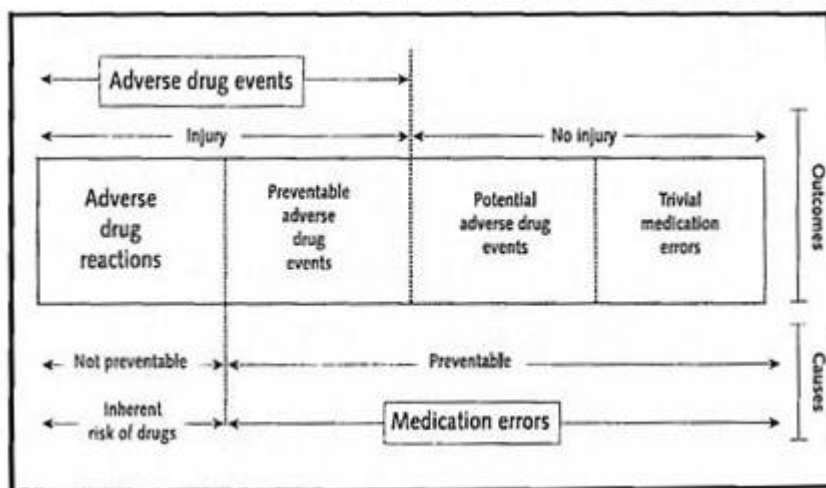 Adverse drug events
Injury
No injury
Adverse
drug
reactions
Preventable
adverse
drug
events
Potential
adverse drug
events
Trivial
medication
errors
Outcomes
Not preventable
Preventable
Inherent
risk of drugs
Medication errors
Causes